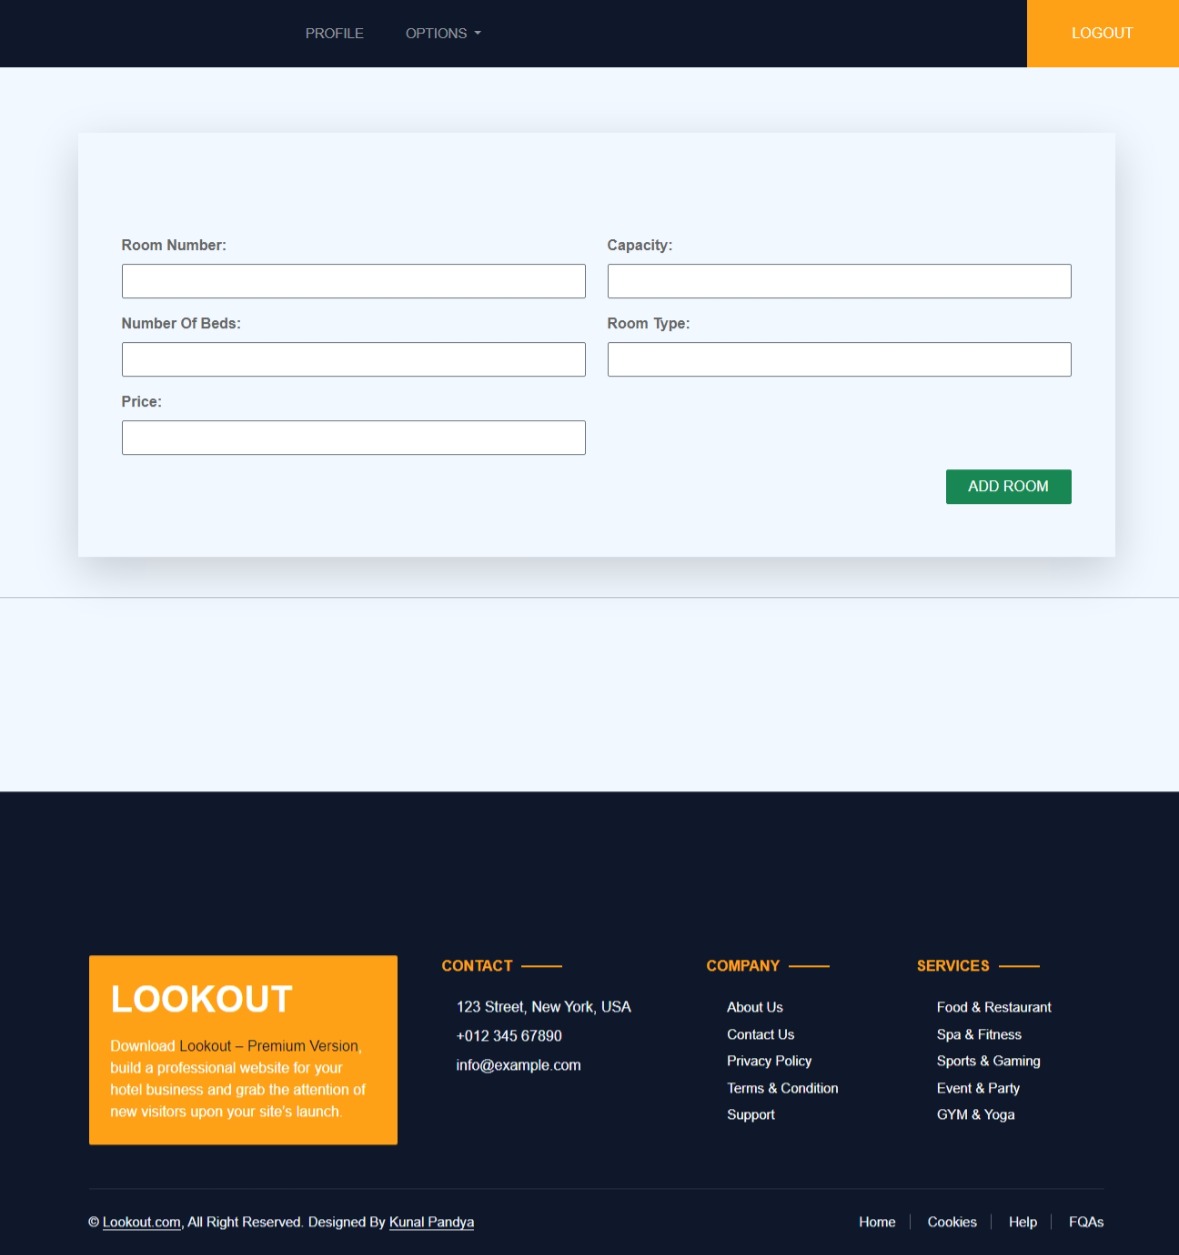 PROFILE OPTIONS LOGOUT
Room Number: Capacity:
Number Of Beds: Room Type:
Price:
ADD ROOM
LOOKOUT
Download Lookout – Premium Version,
build a professional website for your
hotel business and grab the attention of
new visitors upon your site's launch.
CONTACT
123 Street, New York, USA
+012 345 67890
info@example.com
COMPANY
About Us
Contact Us
Privacy Policy
Terms & Condition
Support
SERVICES
Food & Restaurant
Spa & Fitness
Sports & Gaming
Event & Party
GYM & Yoga
© Lookout.com, All Right Reserved. Designed By Kunal Pandya
Home Cookies Help FQAs